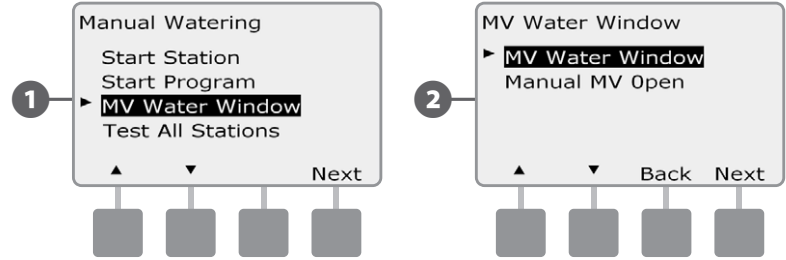 Manual Watering
Start Station
Start Program
MV Water Window
Test All Stations
Next
1
MV Water Window
MV Water Window
Manual MV 0pen
Back Next
2